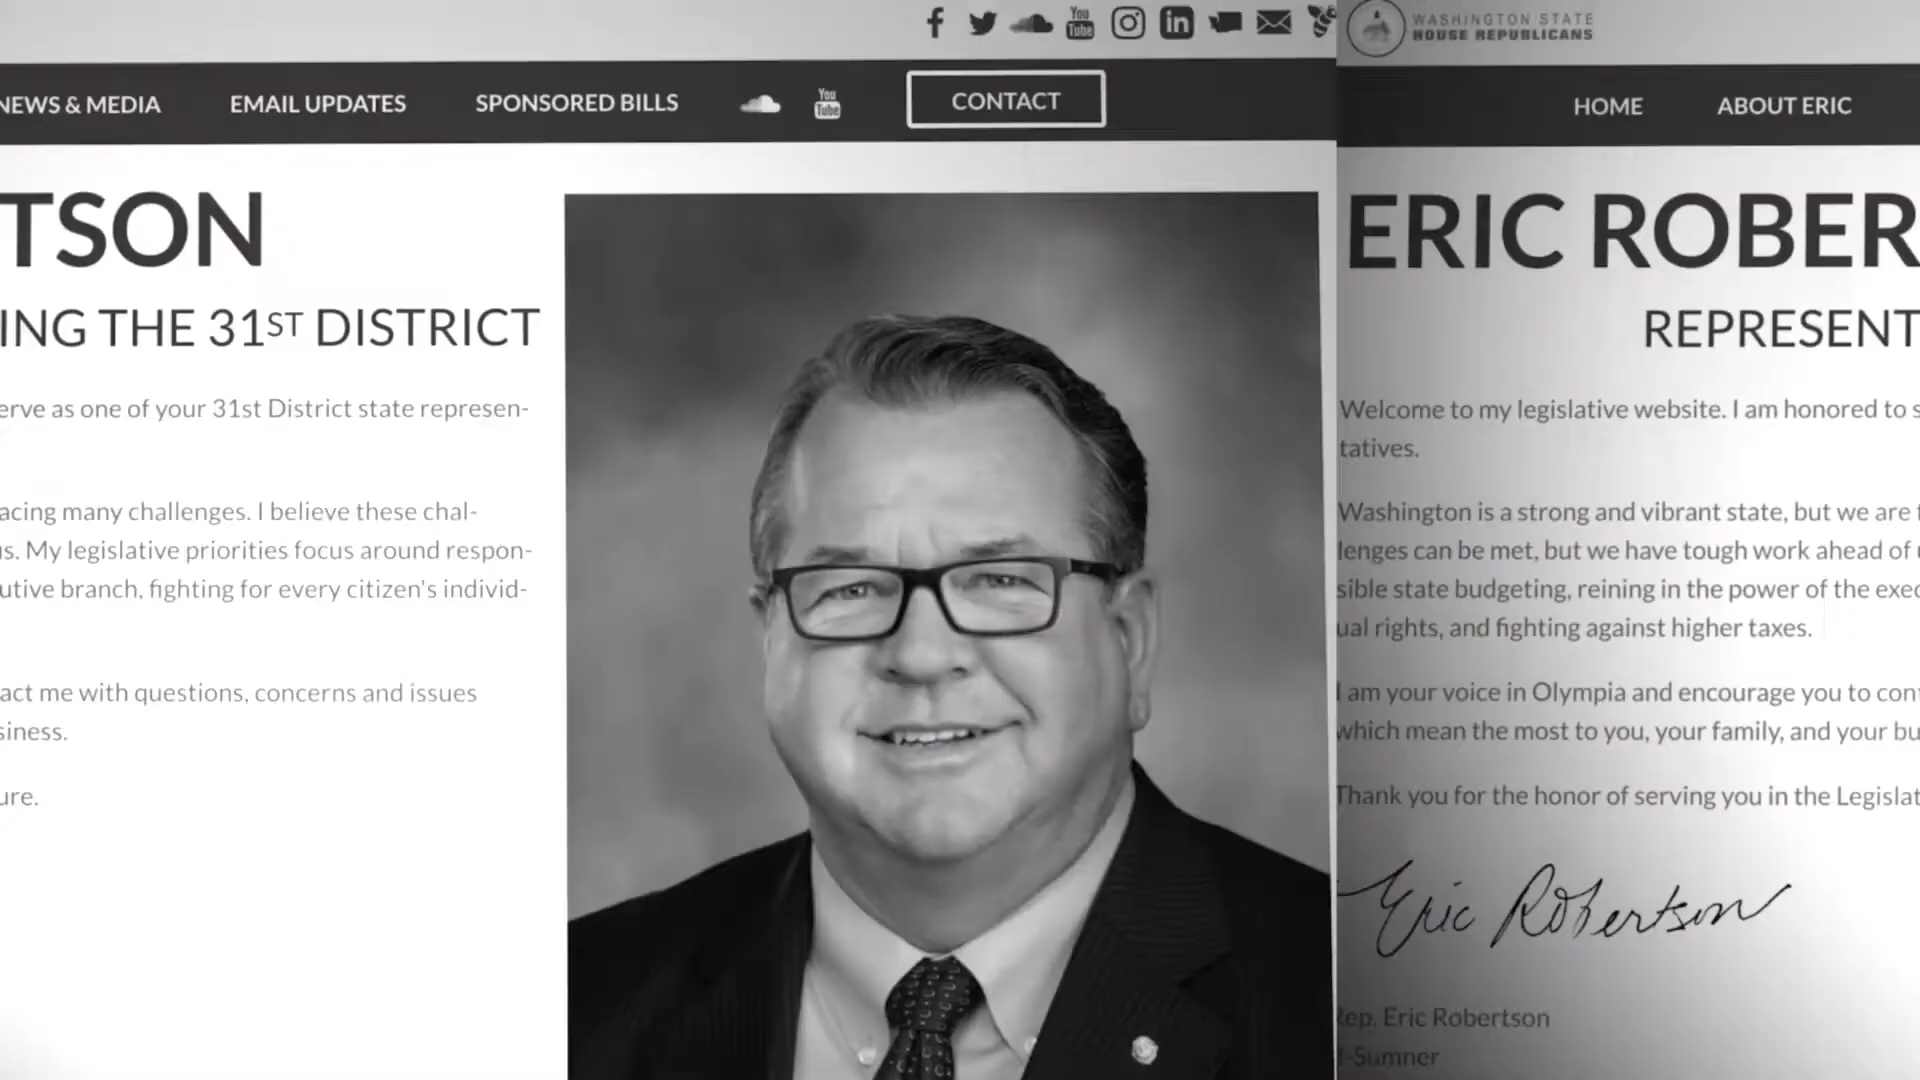 WASHINGTON STATE
HOUSE REPUBLICANS
NEWS & MEDIA
EMAIL UPDATES
SPONSORED BILLS
You
Tube
CONTACT
HOME
ABOUT ERIC
TSON
ING THE 31ST DISTRICT
erve as one of your 31st District state represen-
acing many challenges. I believe these chal-
s. My legislative priorities focus around respon-
utive branch, fighting for every citizen's individ-
act me with questions, concerns and issues
siness.
ure.
ERIC ROBER
REPRESENT
Welcome to my legislative website. I am honored to s
tatives.
Washington is a strong and vibrant state, but we are f
lenges can be met, but we have tough work ahead of u
sible state budgeting, reining in the power of the exec
ual rights, and fighting against higher taxes.
I am your voice in Olympia and encourage you to cont
which mean the most to you, your family, and your bu
Thank you for the honor of serving you in the Legislat
Eric Robertson
Rep. Eric Robertson
-Sumner